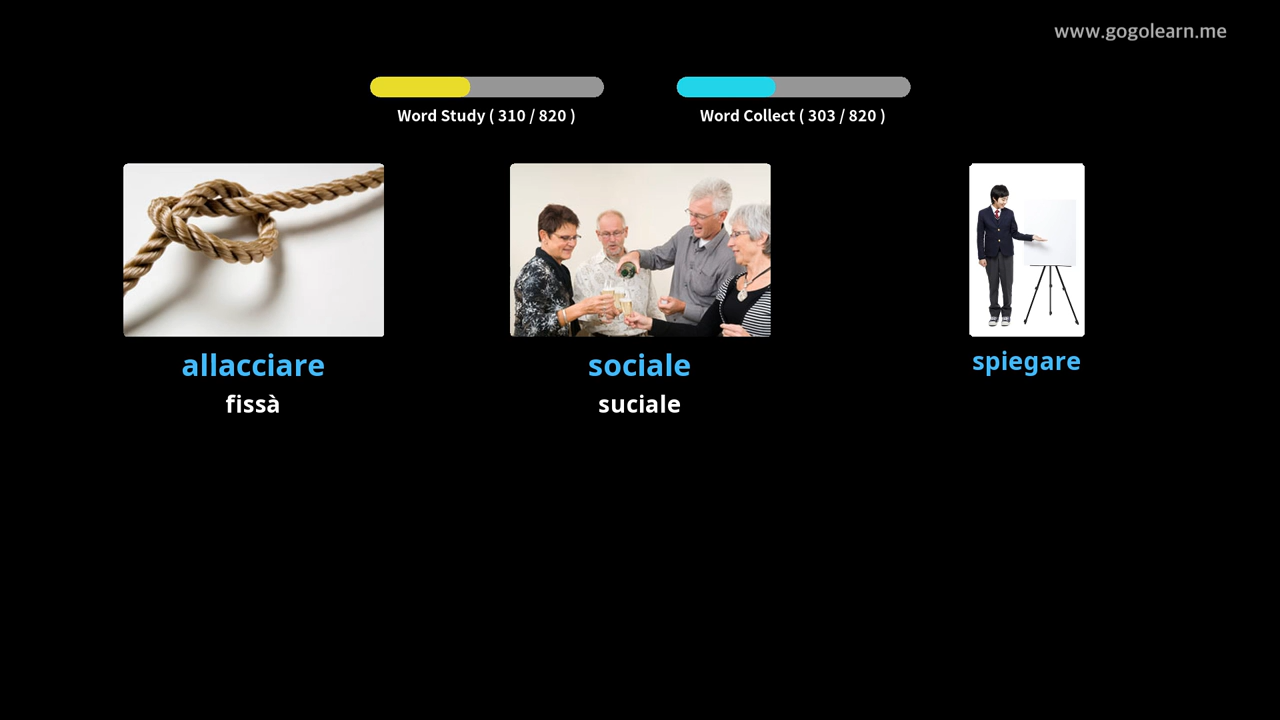 www.gogolearn.me
Word Study ( 310 / 820 )
Word Collect ( 303 / 820 )
allacciare
fissà
sociale
suciale
spiegare